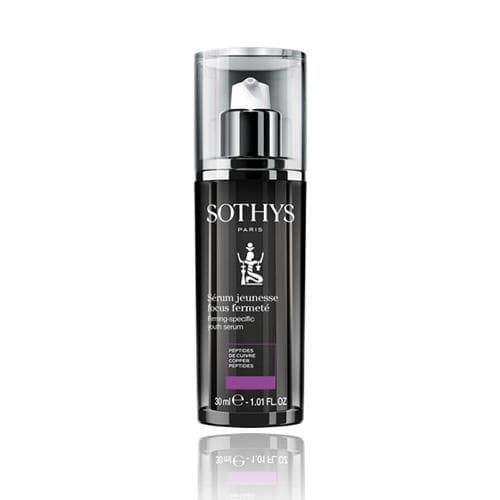 SOTHYS
PARIS
Sérum jeunesse
focus fermeté
Firming-specific
youth serum
PEPTIDES
DE CUIVRE
COPPER
PEPTIDES
30 ml ℮ - 1.01 FL. OZ